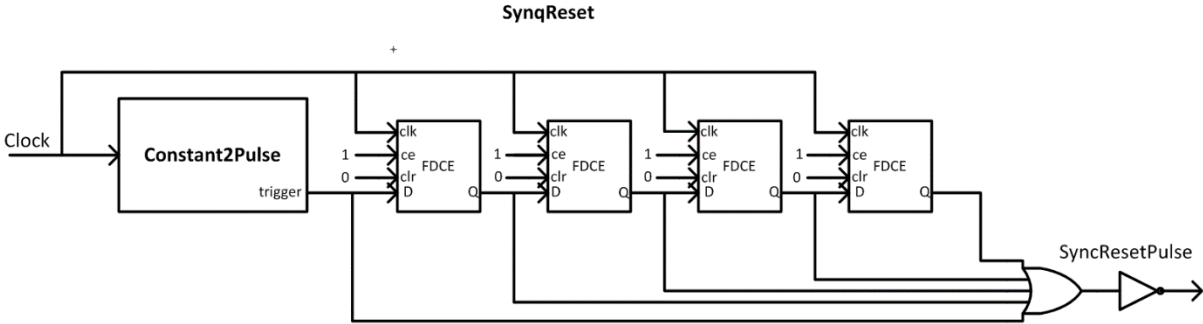 SynqReset
Clock
Constant2Pulse
trigger
clk
1 ce
FDCE
0 clr
D Q
clk
1 ce
FDCE
0 clr
D Q
clk
1 ce
FDCE
0 clr
D Q
clk
1 ce
FDCE
0 clr
D Q
SyncResetPulse